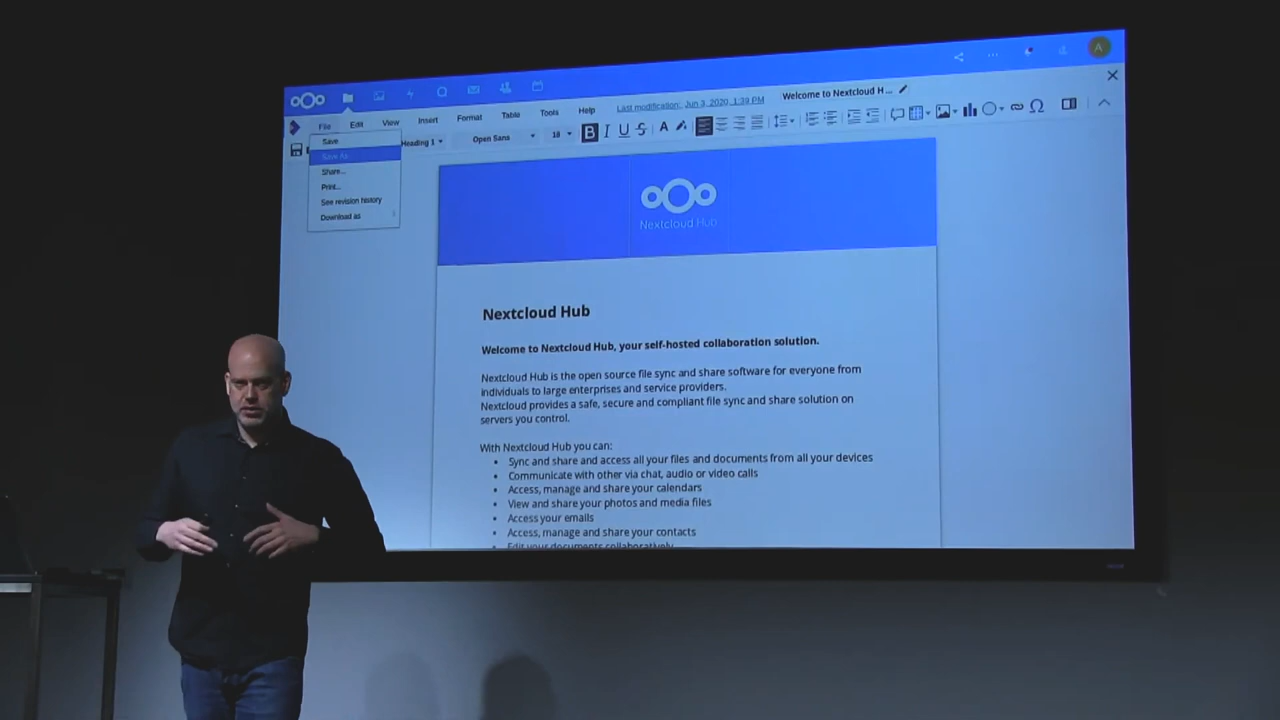 A
Welcome to Nextcloud H...
File Edit View Insert Format Table Tools Help Last modification: Jun 3, 2020, 1:39 PM
Heading 1 Open Sans 18 B I U S A Ω
Save
Save As
Share...
Print...
See revision history
Download as
Nextcloud Hub
Nextcloud Hub
Welcome to Nextcloud Hub, your self-hosted collaboration solution.
Nextcloud Hub is the open source file sync and share software for everyone from
individuals to large enterprises and service providers.
Nextcloud provides a safe, secure and compliant file sync and share solution on
servers you control.
With Nextcloud Hub you can:
• Sync and share and access all your files and documents from all your devices
• Communicate with other via chat, audio or video calls
• Access, manage and share your calendars
• View and share your photos and media files
• Access your emails
• Access, manage and share your contacts
• Edit your documents collaboratively